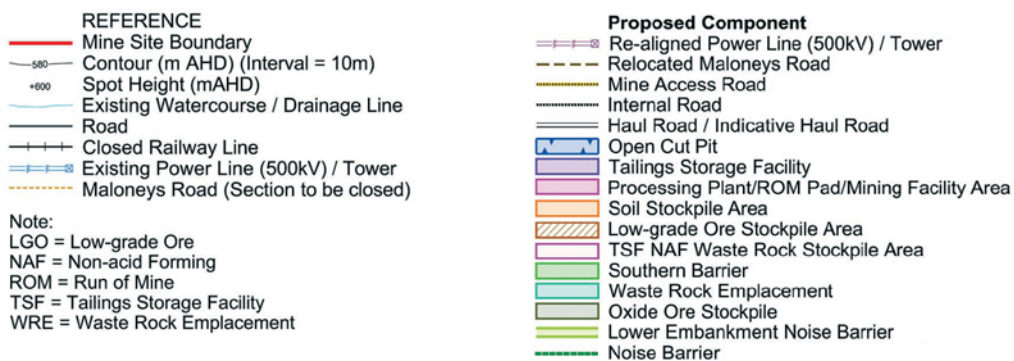 REFERENCE
Mine Site Boundary
580 Contour (m AHD) (Interval = 10m)
+600 Spot Height (mAHD)
Existing Watercourse / Drainage Line
Road
Closed Railway Line
Existing Power Line (500kV) / Tower
Maloneys Road (Section to be closed)
Note:
LGO = Low-grade Ore
NAF = Non-acid Forming
ROM = Run of Mine
TSF = Tailings Storage Facility
WRE = Waste Rock Emplacement
Proposed Component
Re-aligned Power Line (500kV) / Tower
Relocated Maloneys Road
Mine Access Road
Internal Road
Haul Road / Indicative Haul Road
Open Cut Pit
Tailings Storage Facility
Processing Plant/ROM Pad/Mining Facility Area
Soil Stockpile Area
Low-grade Ore Stockpile Area
TSF NAF Waste Rock Stockpile Area
Southern Barrier
Waste Rock Emplacement
Oxide Ore Stockpile
Lower Embankment Noise Barrier
Noise Barrier